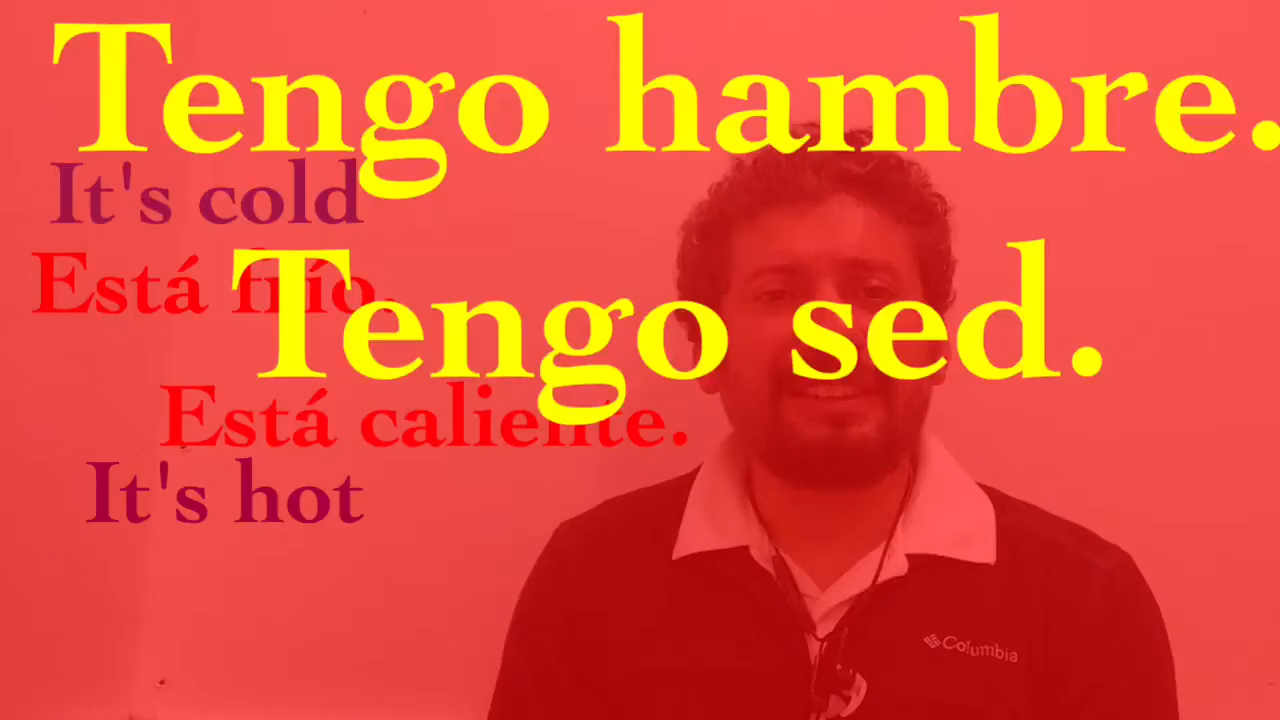 Tengo hambre.
It's cold
Está frío.
Tengo sed.
Está caliente.
It's hot
Columbia